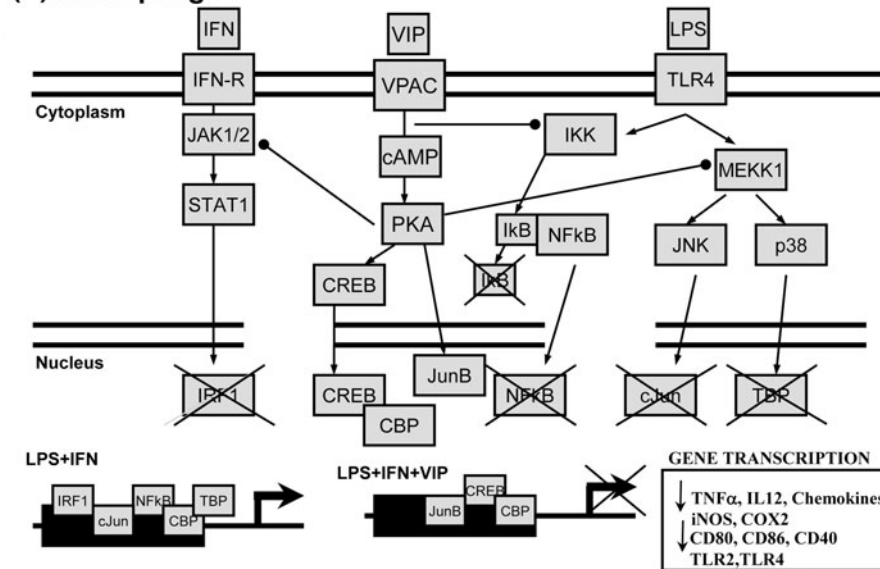 IFN
VIP
LPS
IFN-R
VPAC
TLR4
Cytoplasm
JAK1/2
IKK
cAMP
MEKK1
STAT1
PKA
IkB
NFkB
JNK
p38
CREB
IkB
Nucleus
JunB
IRF1
CREB
NFkB
cJun
TBP
CBP
LPS+IFN
LPS+IFN+VIP
GENE TRANSCRIPTION
IRF1
NFkB
TBP
cJun
CBP
CREB
JunB
CBP
TNFα, IL12, Chemokines
iNOS, COX2
CD80, CD86, CD40
TLR2,TLR4